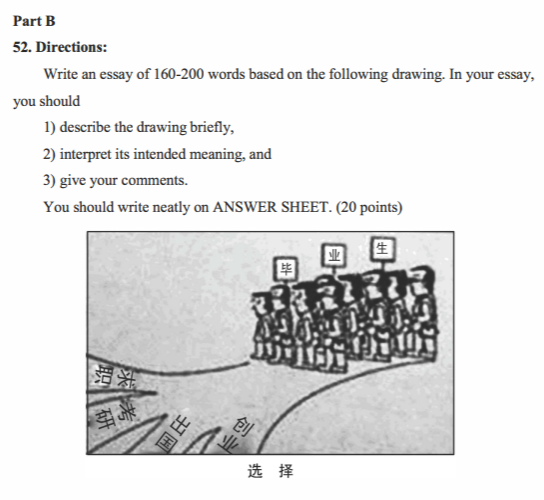 Part B
52. Directions:
Write an essay of 160-200 words based on the following drawing. In your essay,
you should
1) describe the drawing briefly,
2) interpret its intended meaning, and
3) give your comments.
You should write neatly on ANSWER SHEET. (20 points)
毕 业 生
求职
考研
出国
创业
选 择